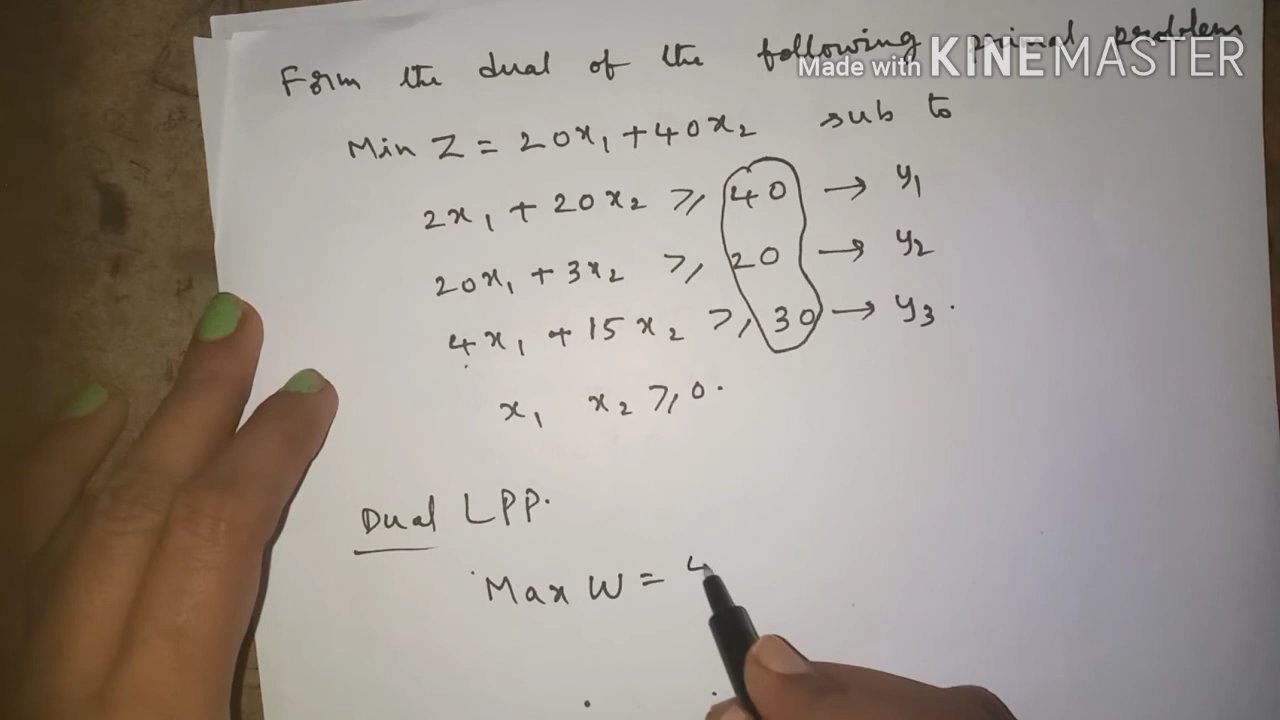 Form the dual of the following primal problem
Made with KINEMASTER
Min Z = 20x₁ + 40x₂ sub to
2x₁ + 20x₂ ≥ 40 → y₁
20x₁ + 3x₂ ≥ 20 → y₂
4x₁ + 15x₂ ≥ 30 → y₃.
x₁ x₂ ≥ 0.
Dual LPP.
Max W = 4